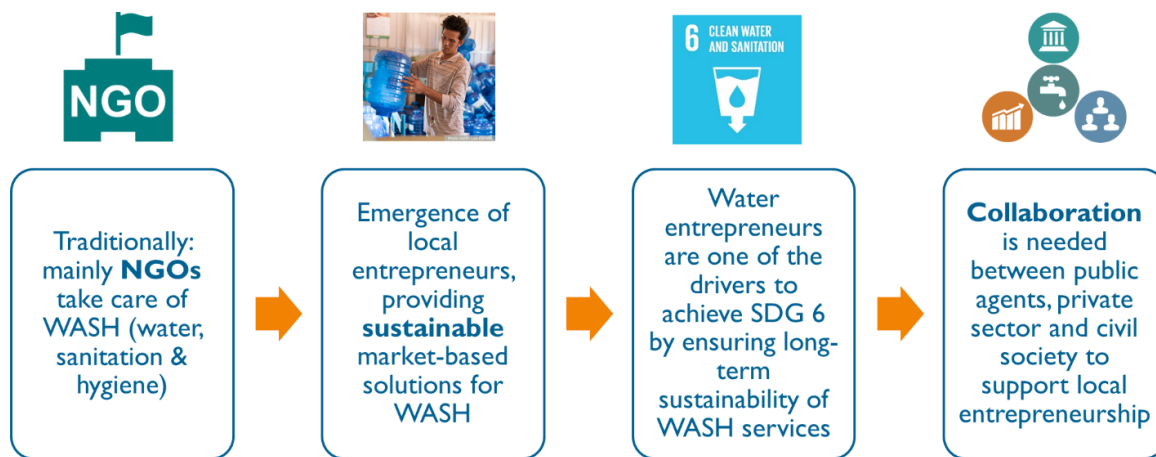 NGO
6 CLEAN WATER
AND SANITATION
Traditionally:
mainly NGOs
take care of
WASH (water,
sanitation &
hygiene)
Emergence of
local
entrepreneurs,
providing
sustainable
market-based
solutions for
WASH
Water
entrepreneurs
are one of the
drivers to
achieve SDG 6
by ensuring long-
term
sustainability of
WASH services
Collaboration
is needed
between public
agents, private
sector and civil
society to
support local
entrepreneurship